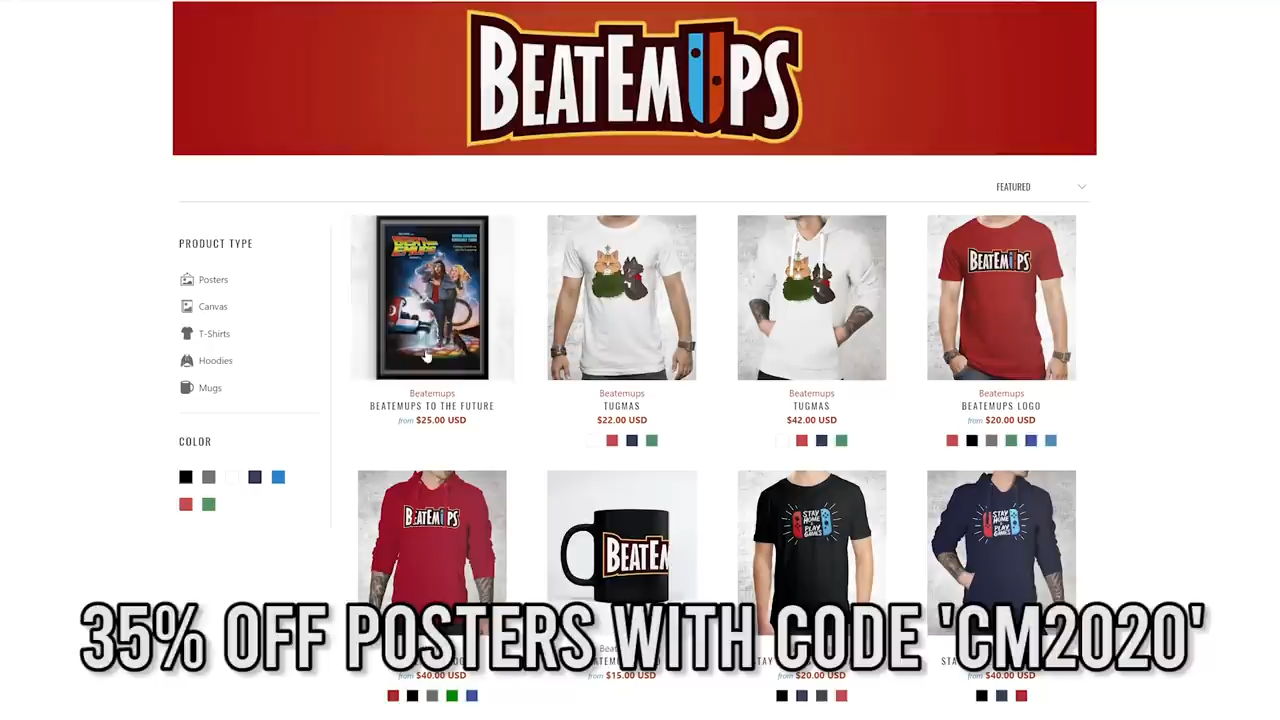 BEATEMUPS
FEATURED
PRODUCT TYPE
Posters
Canvas
T-Shirts
Hoodies
Mugs
COLOR
Beatemups
BEATEMUPS TO THE FUTURE
from $25.00 USD
Beatemups
TUGMAS
$22.00 USD
Beatemups
TUGMAS
$42.00 USD
BEATEMUPS
Beatemups
BEATEMUPS LOGO
from $20.00 USD
BEATEMUPS
from $40.00 USD
BEATEM
from $15.00 USD
STAY
HOME
PLAY
GAMES
STAY
from $20.00 USD
STAY
HOME
PLAY
GAMES
from $40.00 USD
35% OFF POSTERS WITH CODE 'CM2020'